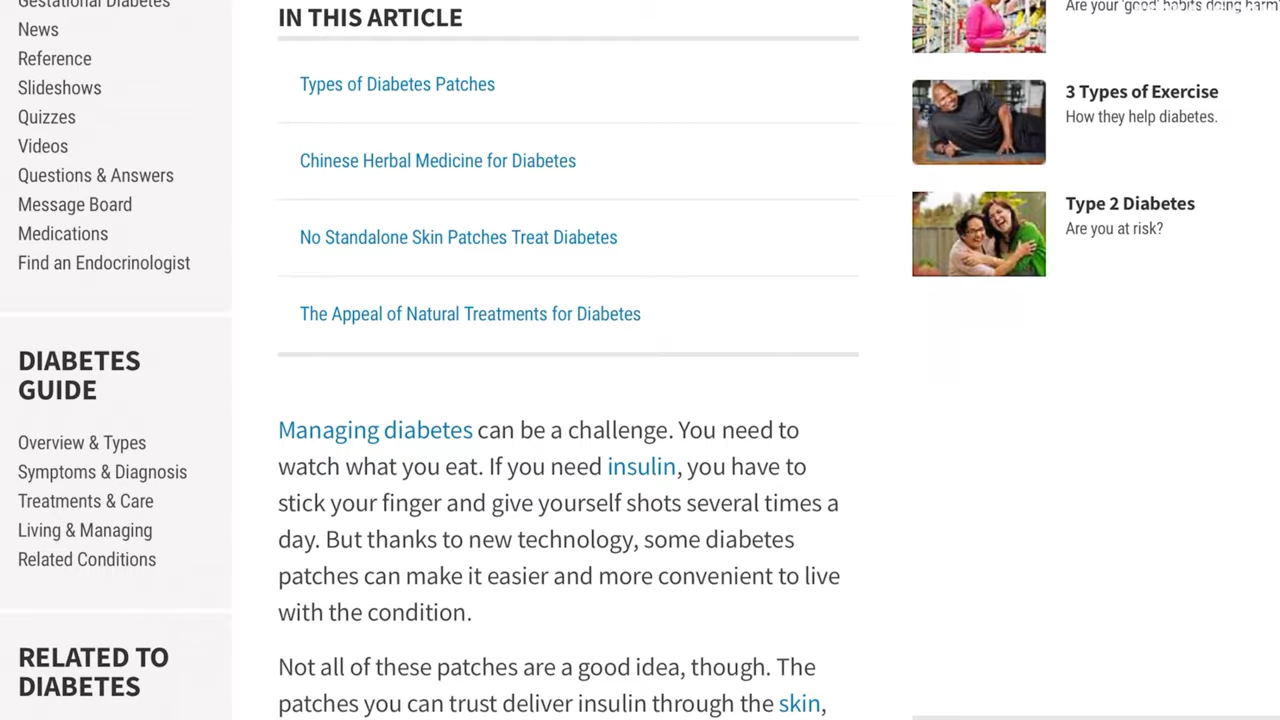 Gestational Diabetes
News
Reference
Slideshows
Quizzes
Videos
Questions & Answers
Message Board
Medications
Find an Endocrinologist
DIABETES
GUIDE
Overview & Types
Symptoms & Diagnosis
Treatments & Care
Living & Managing
Related Conditions
RELATED TO
DIABETES
IN THIS ARTICLE
Types of Diabetes Patches
Chinese Herbal Medicine for Diabetes
No Standalone Skin Patches Treat Diabetes
The Appeal of Natural Treatments for Diabetes
Managing diabetes can be a challenge. You need to
watch what you eat. If you need insulin, you have to
stick your finger and give yourself shots several times a
day. But thanks to new technology, some diabetes
patches can make it easier and more convenient to live
with the condition.
Not all of these patches are a good idea, though. The
patches you can trust deliver insulin through the skin,
Are your 'good' habits doing harm?
3 Types of Exercise
How they help diabetes.
Type 2 Diabetes
Are you at risk?